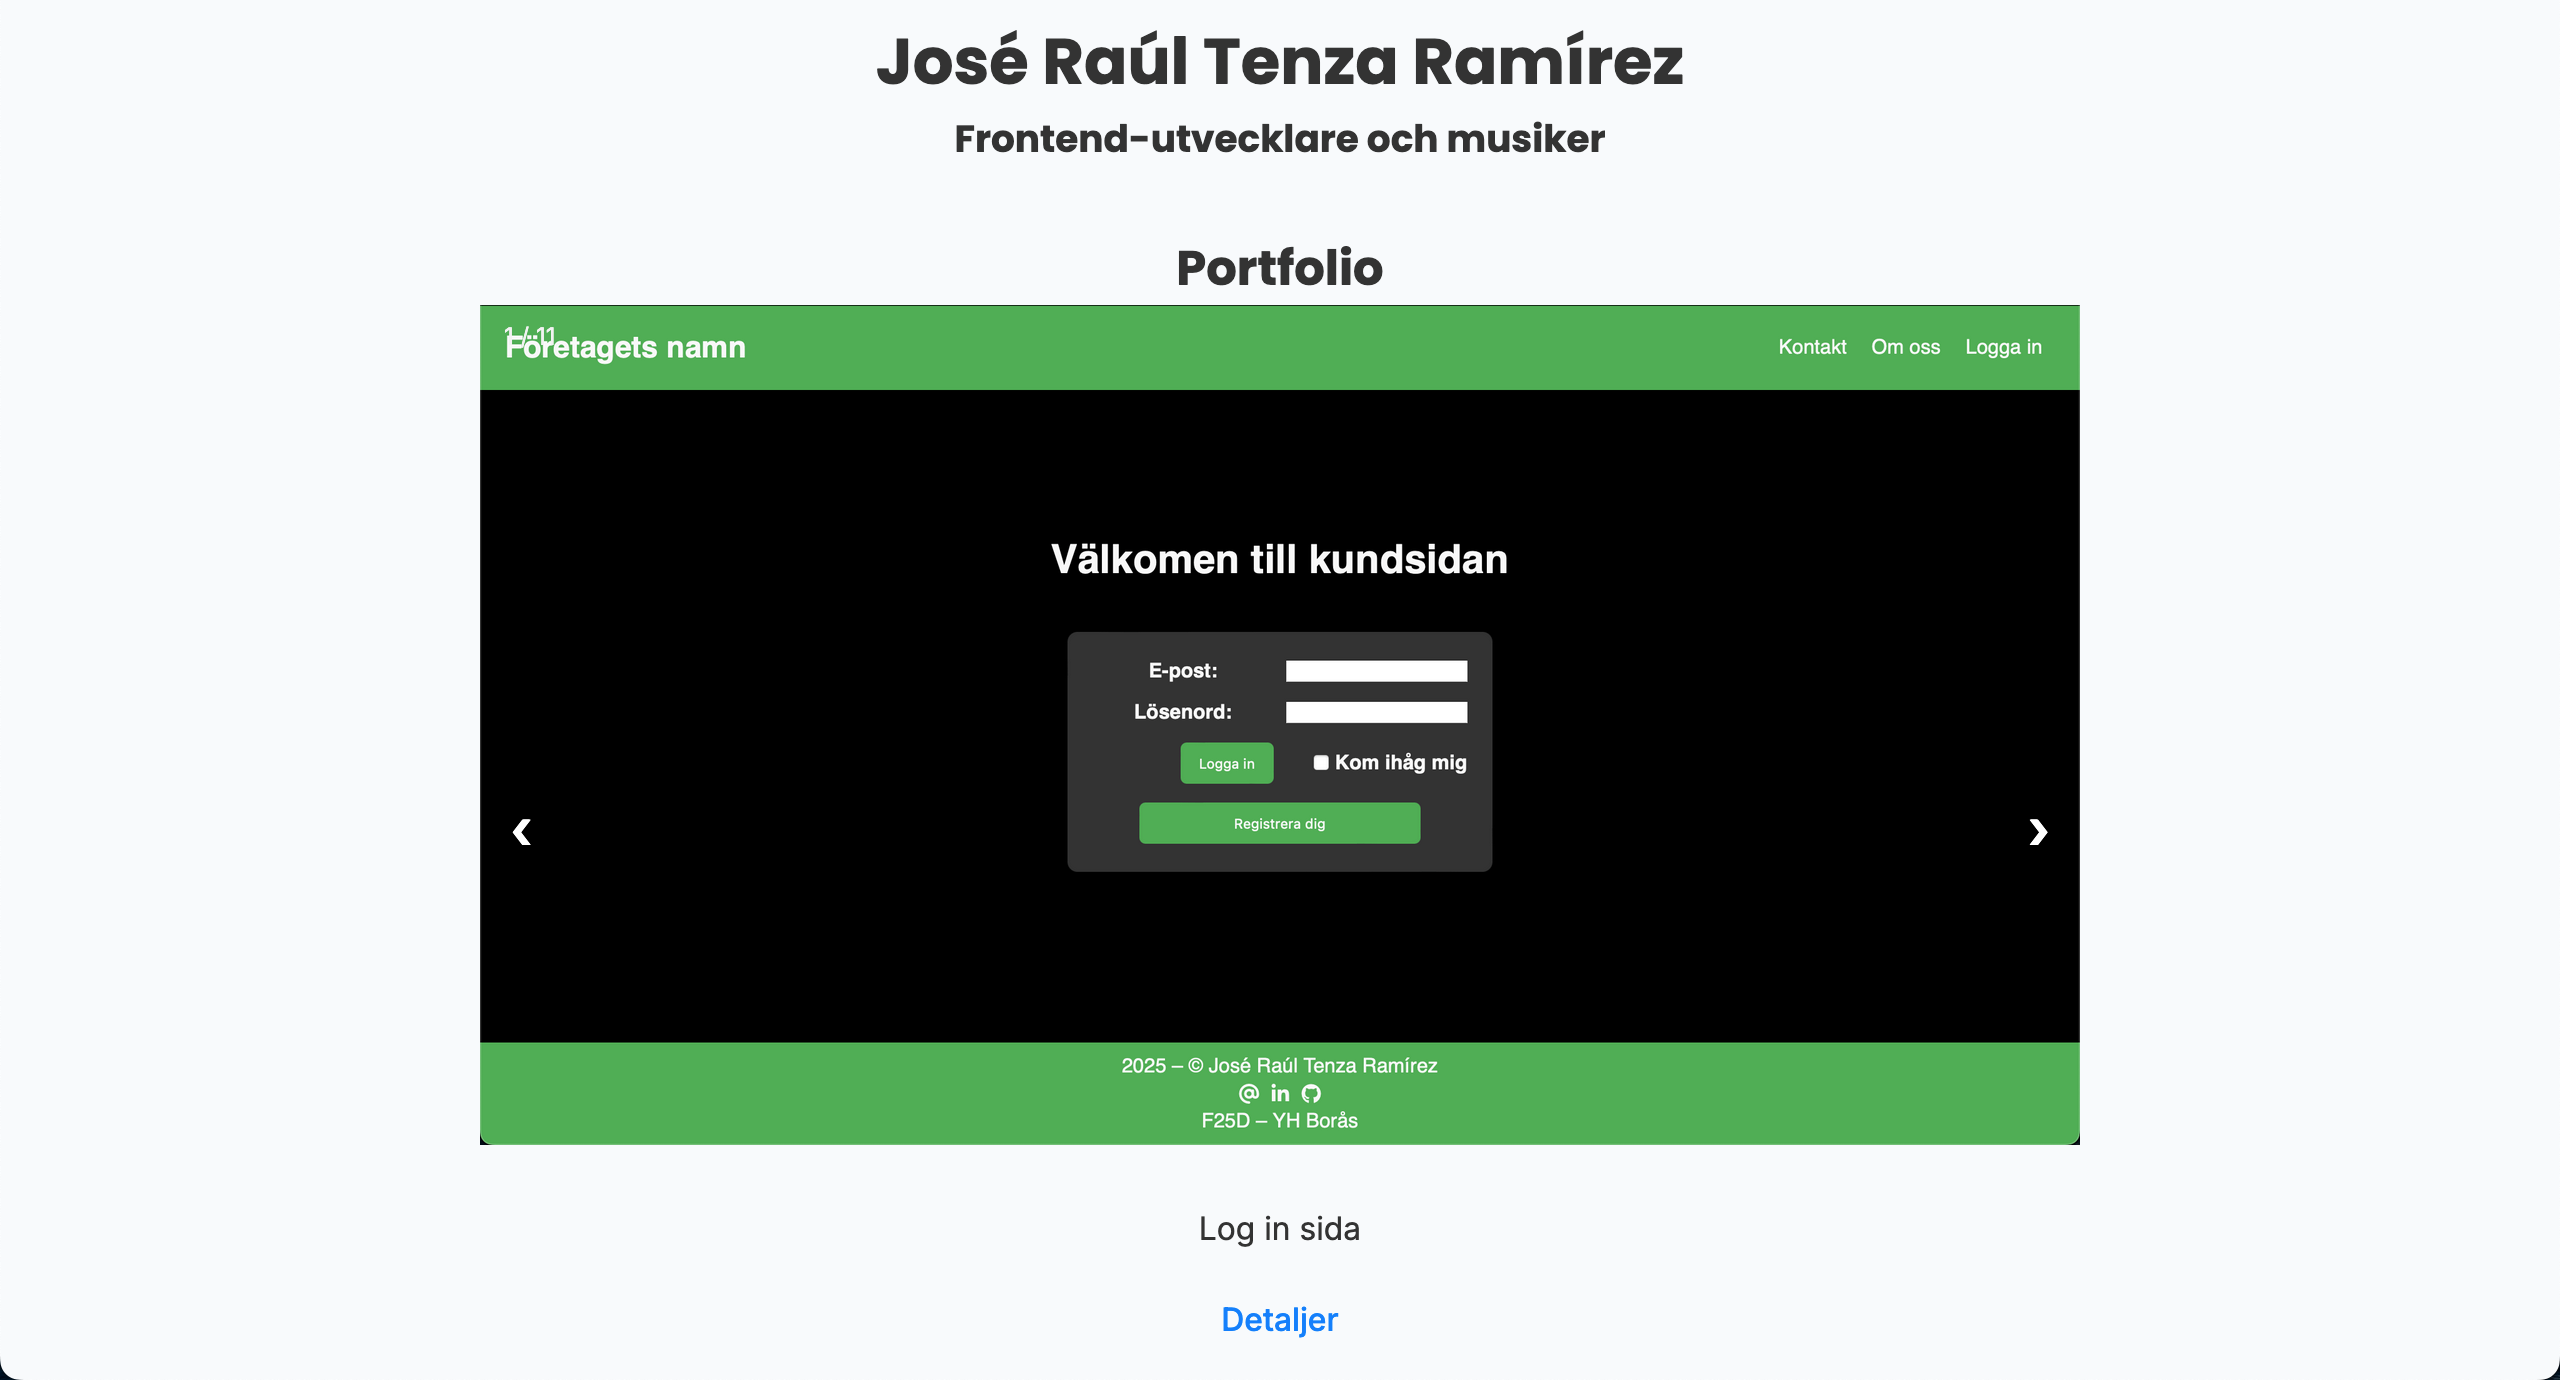 José Raúl Tenza Ramírez
Frontend-utvecklare och musiker
Portfolio
1 / 11
Företagets namn
Kontakt Om oss Logga in
Välkomen till kundsidan
E-post:
Lösenord:
Logga in Kom ihåg mig
Registrera dig
❮ ❯
2025 – © José Raúl Tenza Ramírez
F25D – YH Borås
Log in sida
Detaljer